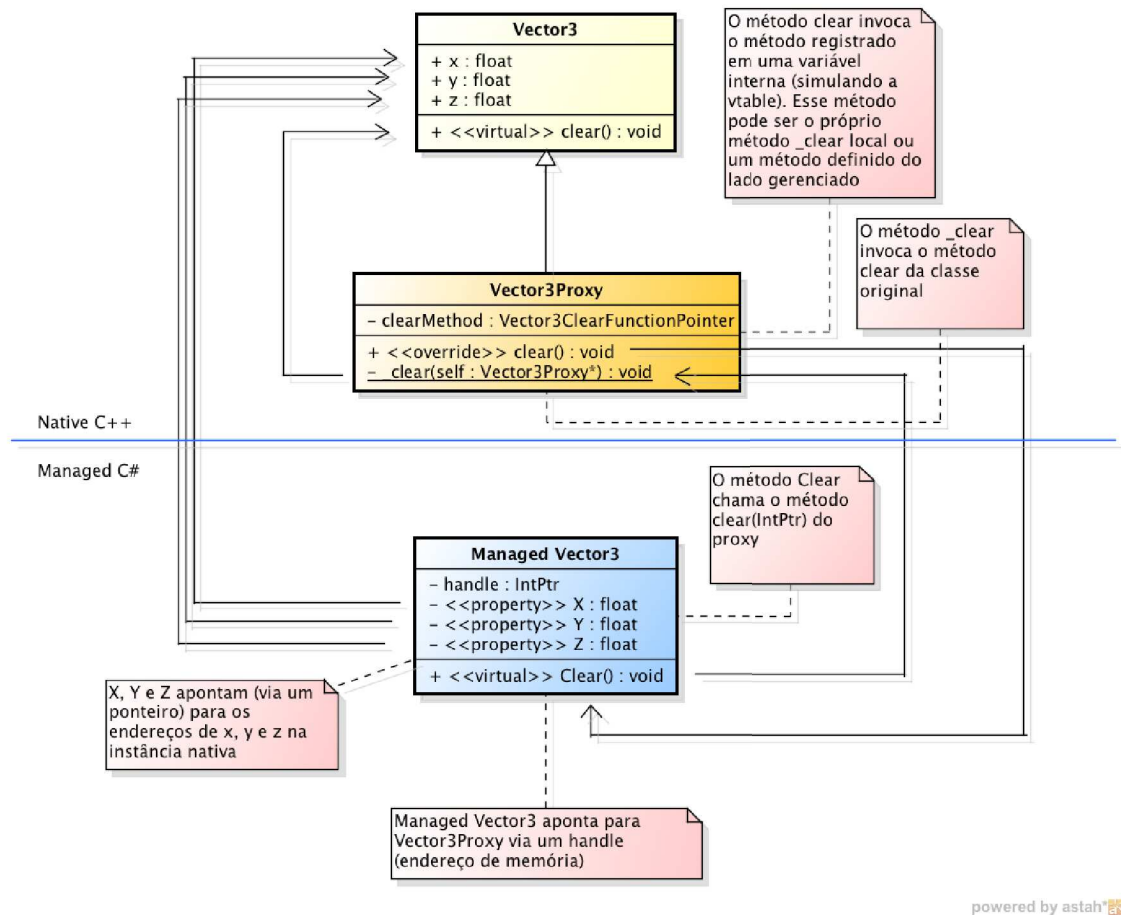 Vector3
+ x : float
+ y : float
+ z : float
+ <<virtual>> clear() : void
O método clear invoca
o método registrado
em uma variável
interna (simulando a
vtable). Esse método
pode ser o próprio
método _clear local ou
um método definido do
lado gerenciado
O método _clear
invoca o método
clear da classe
original
Vector3Proxy
- clearMethod : Vector3ClearFunctionPointer
+ <<override>> clear() : void
- _clear(self : Vector3Proxy*) : void
Native C++
Managed C#
O método Clear
chama o método
clear(IntPtr) do
proxy
Managed Vector3
- handle : IntPtr
- <<property>> X : float
- <<property>> Y : float
- <<property>> Z : float
+ <<virtual>> Clear() : void
X, Y e Z apontam (via um
ponteiro) para os
endereços de x, y e z na
instância nativa
Managed Vector3 aponta para
Vector3Proxy via um handle
(endereço de memória)
powered by astah*